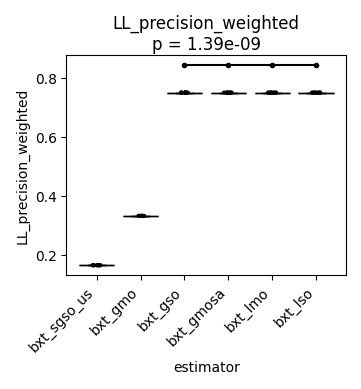 LL_precision_weighted
p = 1.39e-09
LL_precision_weighted
0.8
0.6
0.4
0.2
bxt_sgso_us
bxt_gmo
bxt_gso
bxt_gmosa
bxt_lmo
bxt_lso
estimator